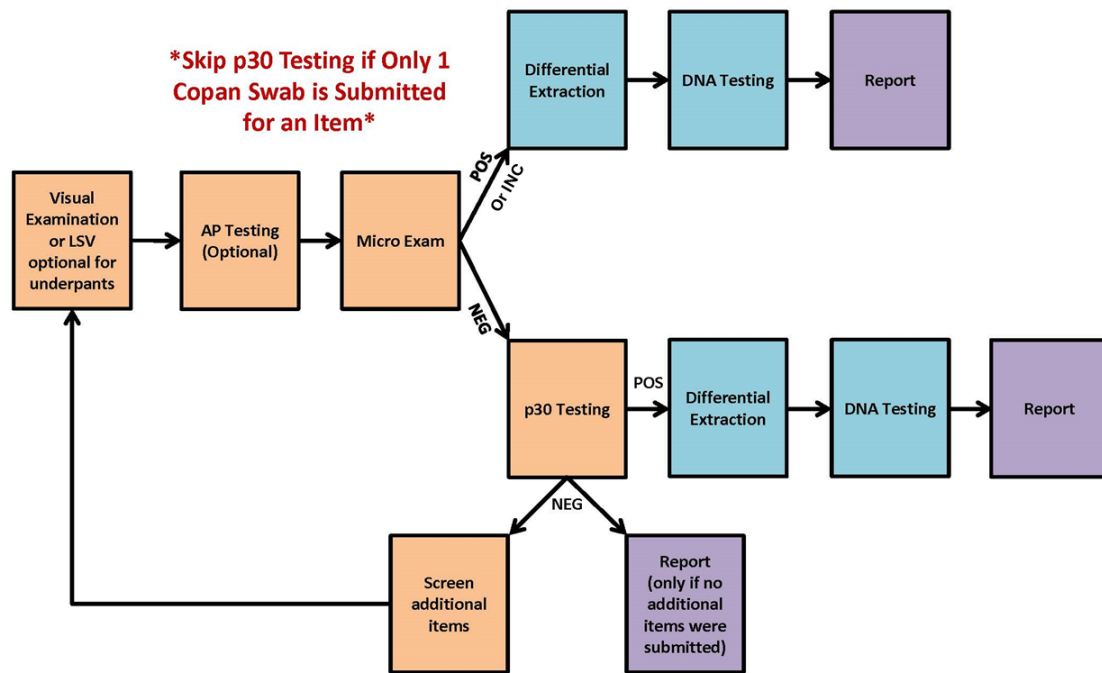 *Skip p30 Testing if Only 1
Copan Swab is Submitted
for an Item*
Differential
Extraction
DNA Testing
Report
POS
Or INC
Visual
Examination
or LSV
optional for
underpants
AP Testing
(Optional)
Micro Exam
NEG
p30 Testing
POS
Differential
Extraction
DNA Testing
Report
NEG
Screen
additional
items
Report
(only if no
additional
items were
submitted)